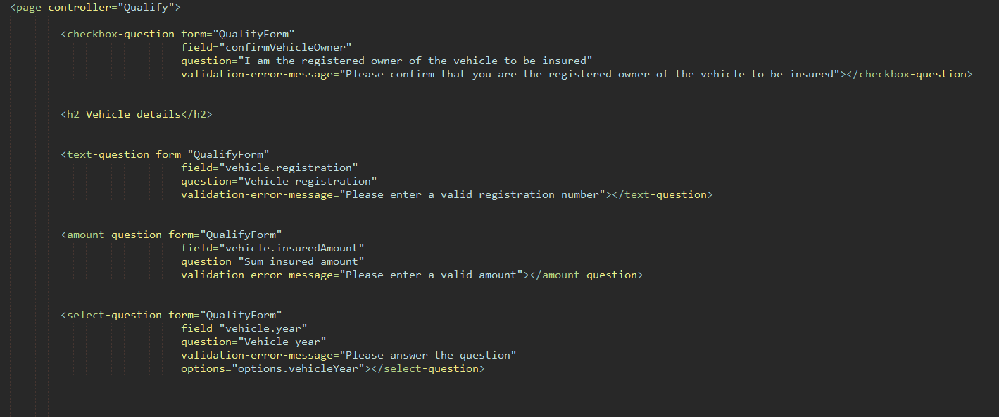 <page controller="Qualify">
<checkbox-question form="QualifyForm"
field="confirmVehicleOwner"
question="I am the registered owner of the vehicle to be insured"
validation-error-message="Please confirm that you are the registered owner of the vehicle to be insured"></checkbox-question>
<h2 Vehicle details</h2>
<text-question form="QualifyForm"
field="vehicle.registration"
question="Vehicle registration"
validation-error-message="Please enter a valid registration number"></text-question>
<amount-question form="QualifyForm"
field="vehicle.insuredAmount"
question="Sum insured amount"
validation-error-message="Please enter a valid amount"></amount-question>
<select-question form="QualifyForm"
field="vehicle.year"
question="Vehicle year"
validation-error-message="Please answer the question"
options="options.vehicleYear"></select-question>